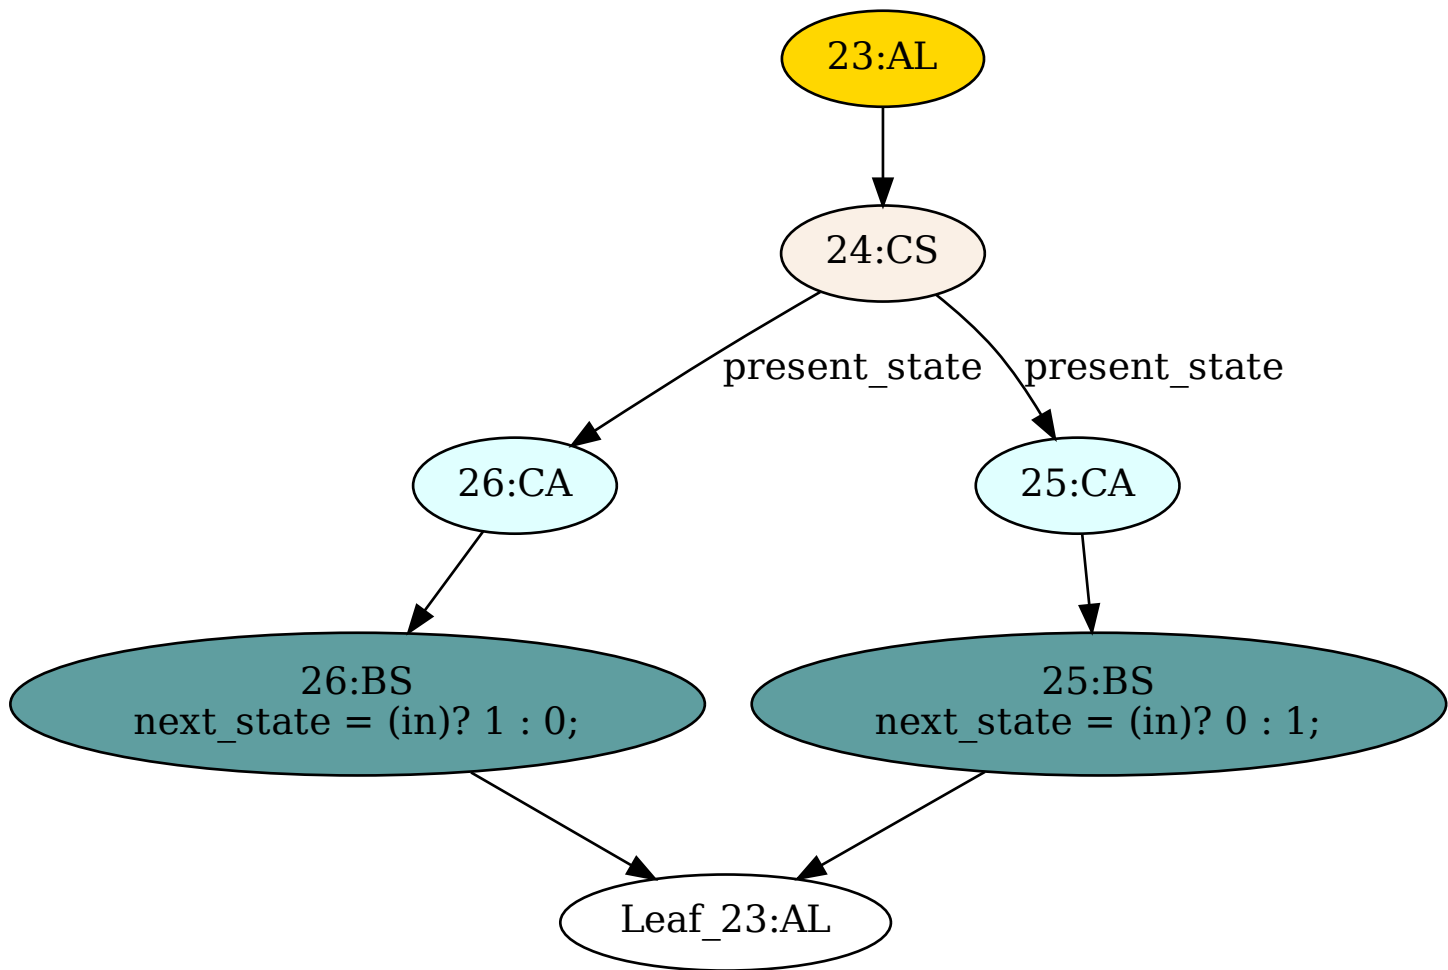 23:AL
24:CS
present_state
present_state
26:CA
25:CA
26:BS
next_state = (in)? 1 : 0;
25:BS
next_state = (in)? 0 : 1;
Leaf_23:AL